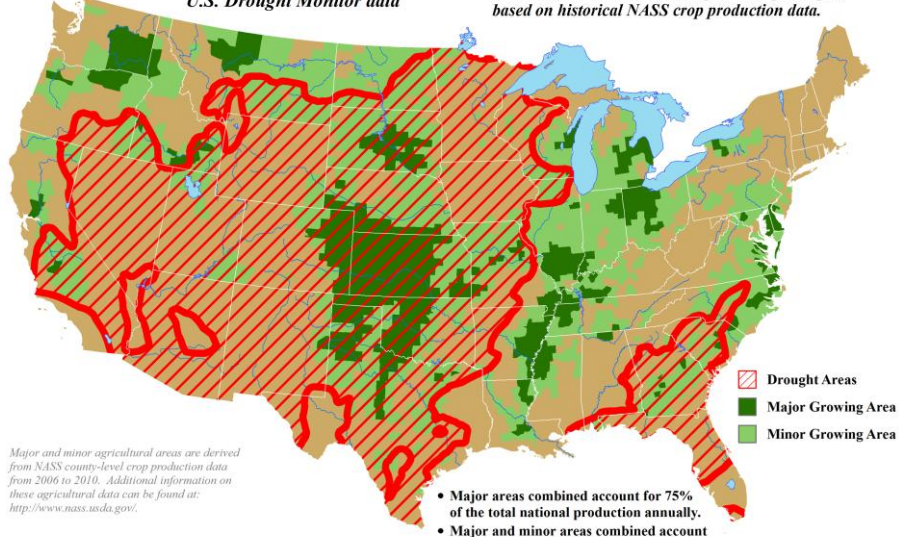 U.S. Drought Monitor data
based on historical NASS crop production data.
Drought Areas
Major Growing Area
Minor Growing Area
Major and minor agricultural areas are derived
from NASS county-level crop production data
from 2006 to 2010. Additional information on
these agricultural data can be found at:
http://www.nass.usda.gov/.
• Major areas combined account for 75%
of the total national production annually.
• Major and minor areas combined account